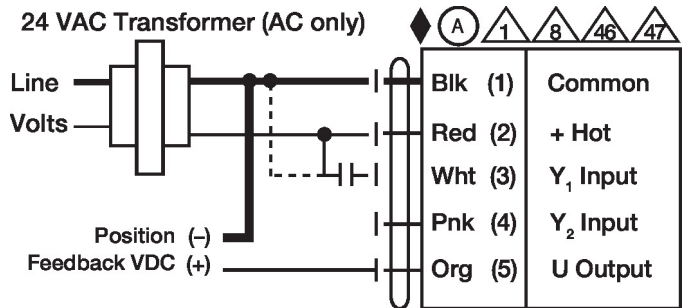 24 VAC Transformer (AC only)
A 1 8 46 47
Line
Volts
Blk (1) Common
Red (2) + Hot
Wht (3) Y1 Input
Pnk (4) Y2 Input
Org (5) U Output
Position (–)
Feedback VDC (+)